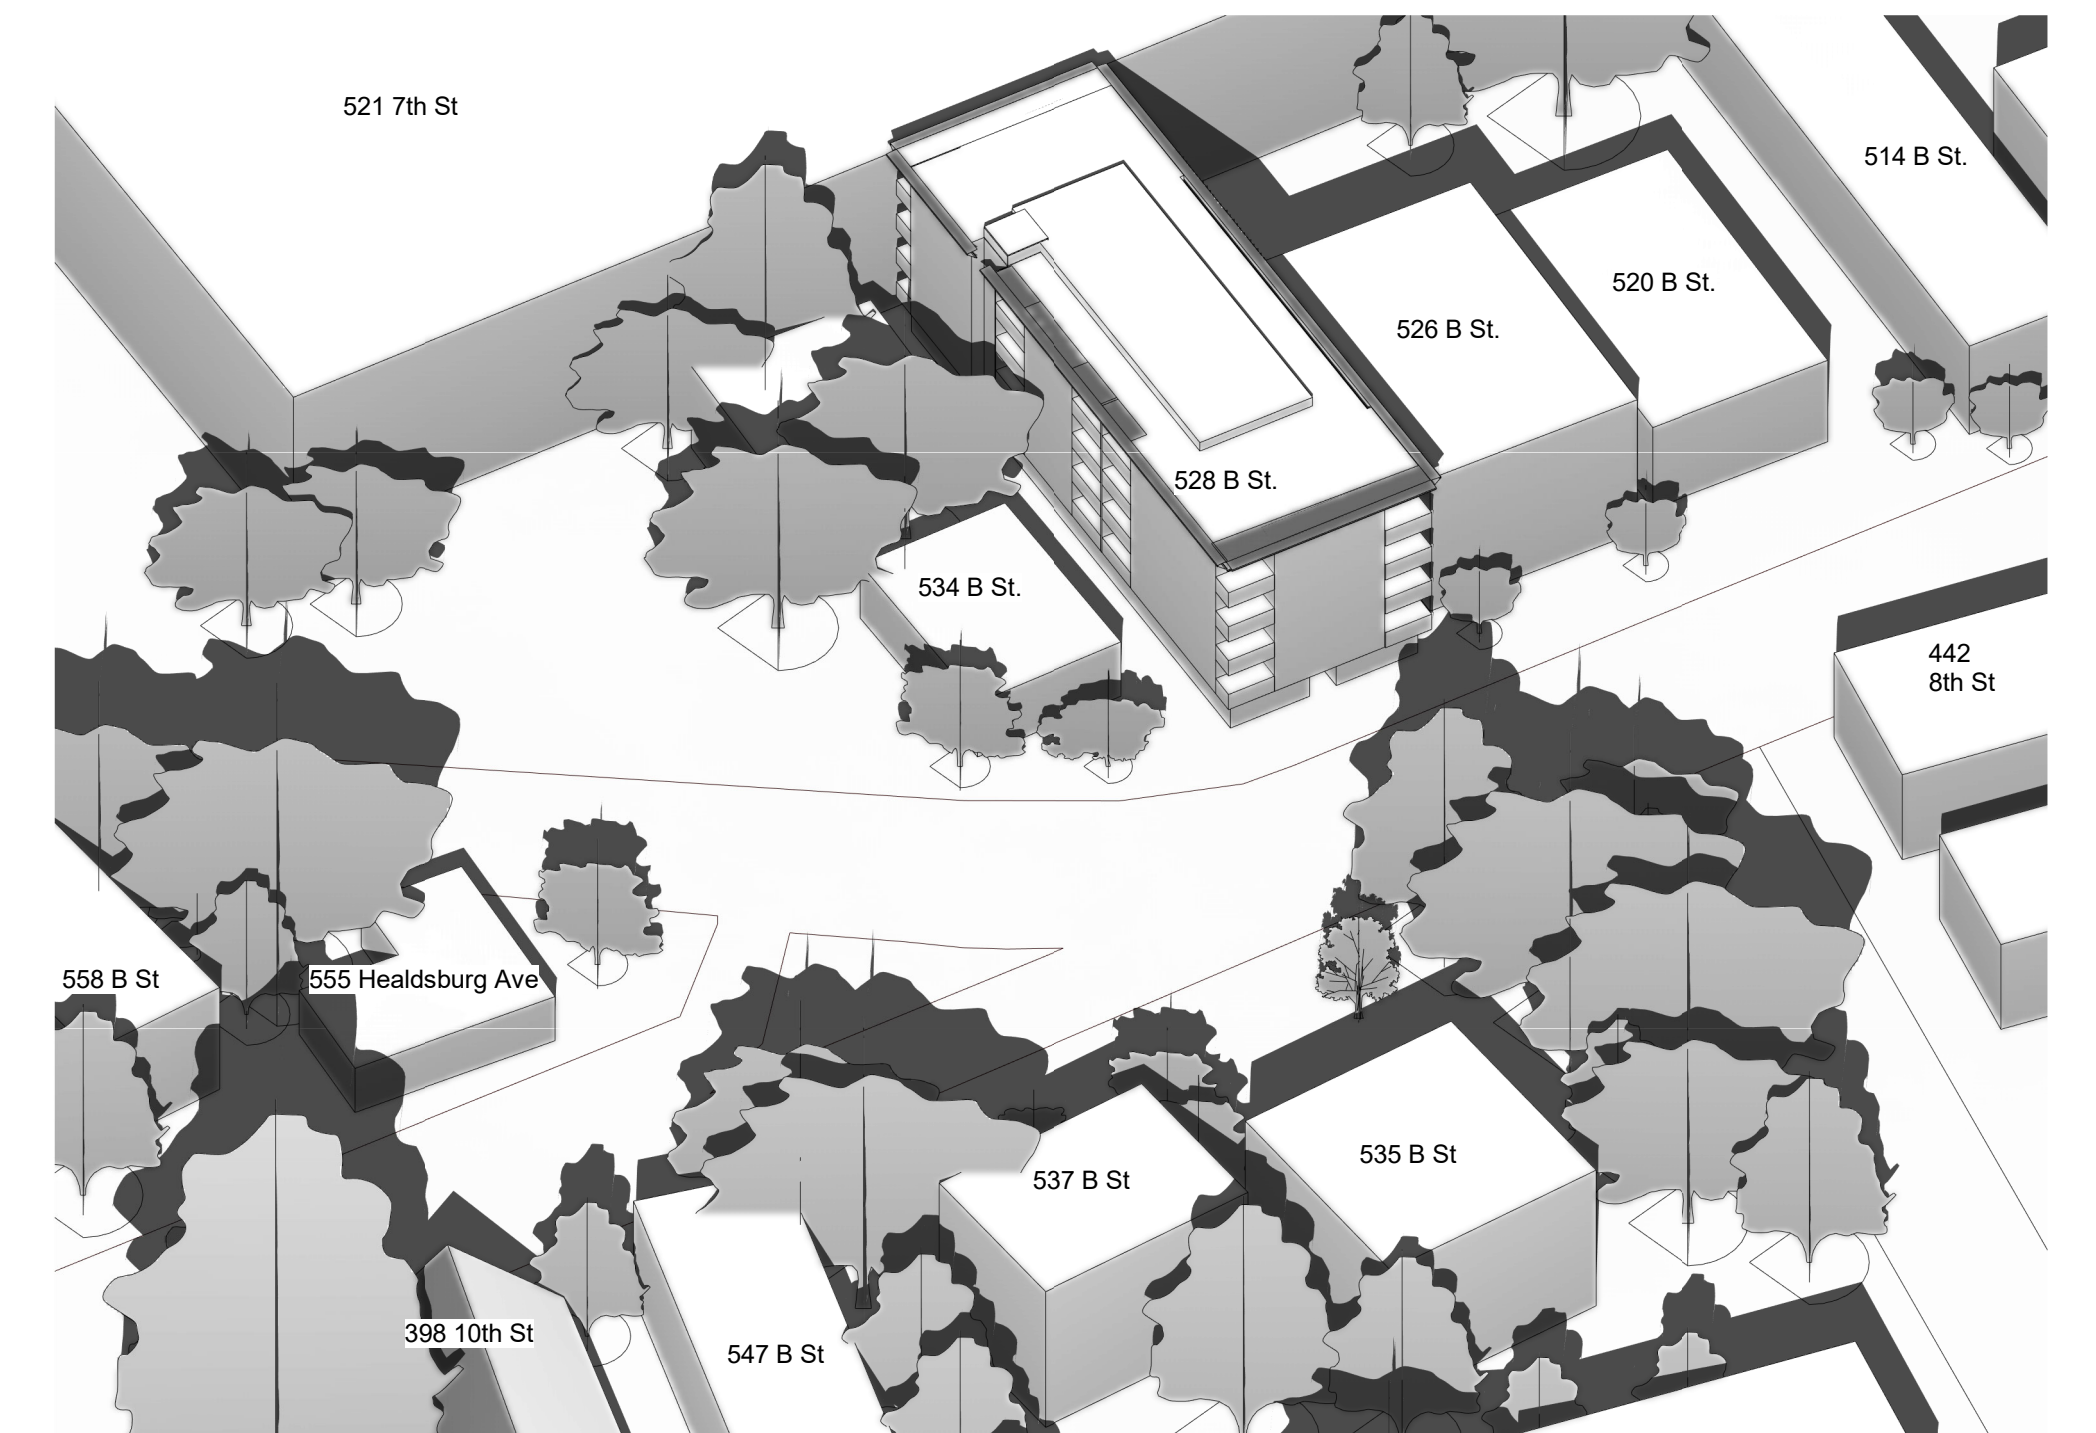 521 7th St
514 B St.
520 B St.
526 B St.
528 B St.
534 B St.
442
8th St
558 B St
555 Healdsburg Ave
535 B St
537 B St
398 10th St
547 B St